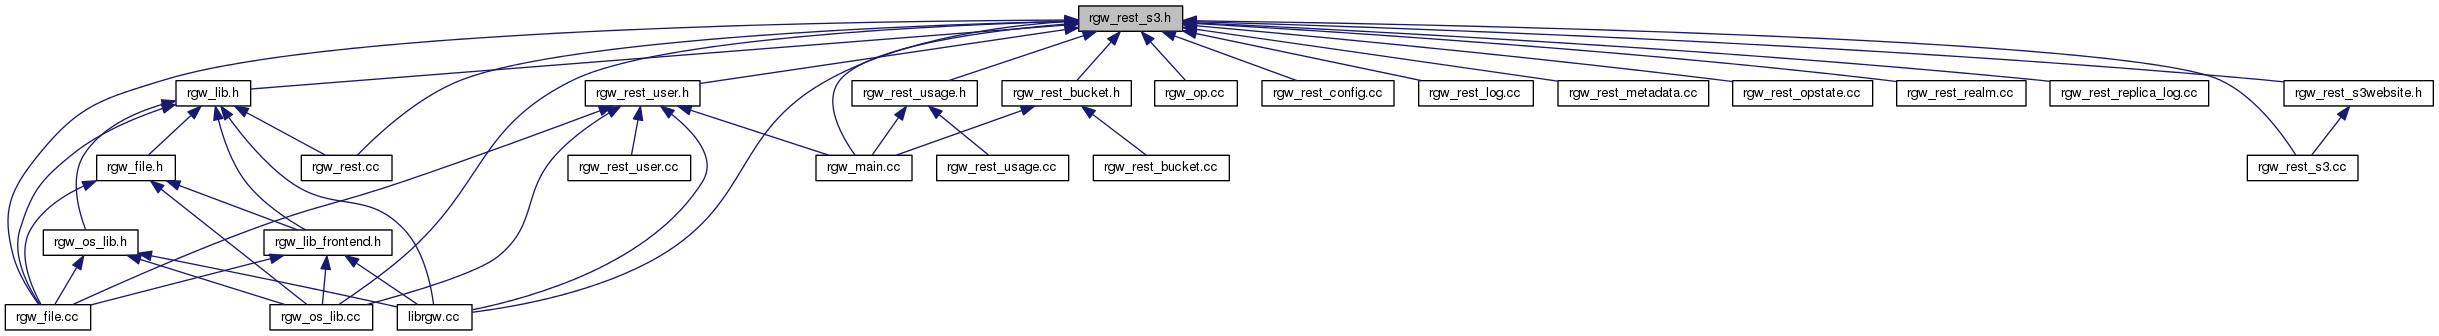 rgw_rest_s3.h
rgw_lib.h
rgw_rest_user.h
rgw_rest_usage.h
rgw_rest_bucket.h
rgw_op.cc
rgw_rest_config.cc
rgw_rest_log.cc
rgw_rest_metadata.cc
rgw_rest_opstate.cc
rgw_rest_realm.cc
rgw_rest_replica_log.cc
rgw_rest_s3website.h
rgw_file.h
rgw_rest.cc
rgw_rest_user.cc
rgw_main.cc
rgw_rest_usage.cc
rgw_rest_bucket.cc
rgw_rest_s3.cc
rgw_os_lib.h
rgw_lib_frontend.h
rgw_file.cc
rgw_os_lib.cc
librgw.cc